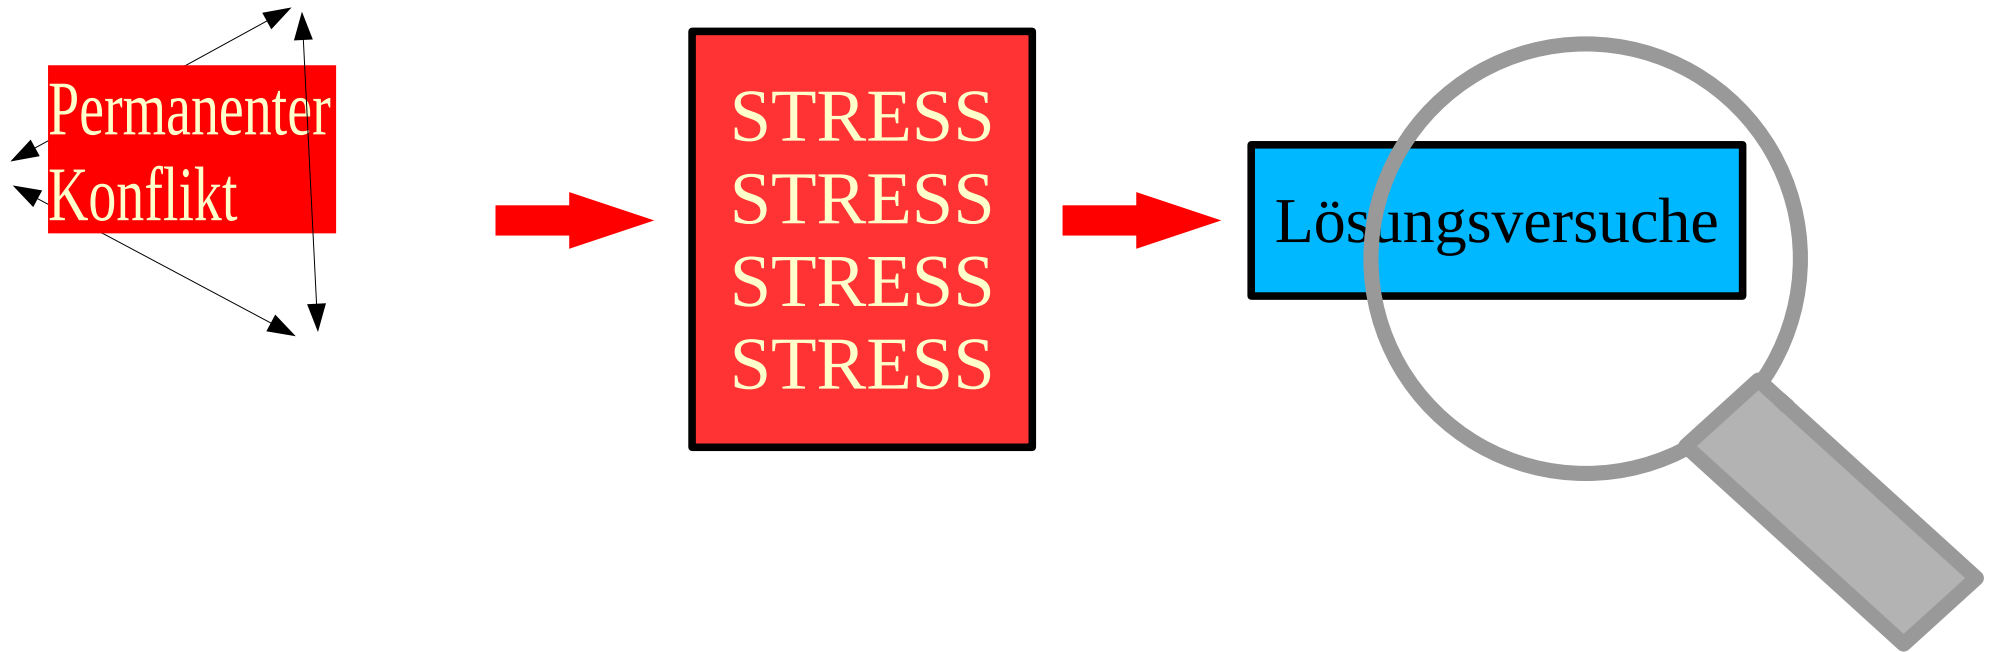 Permanenter
Konflikt
STRESS
STRESS
STRESS
STRESS
Lösungsversuche